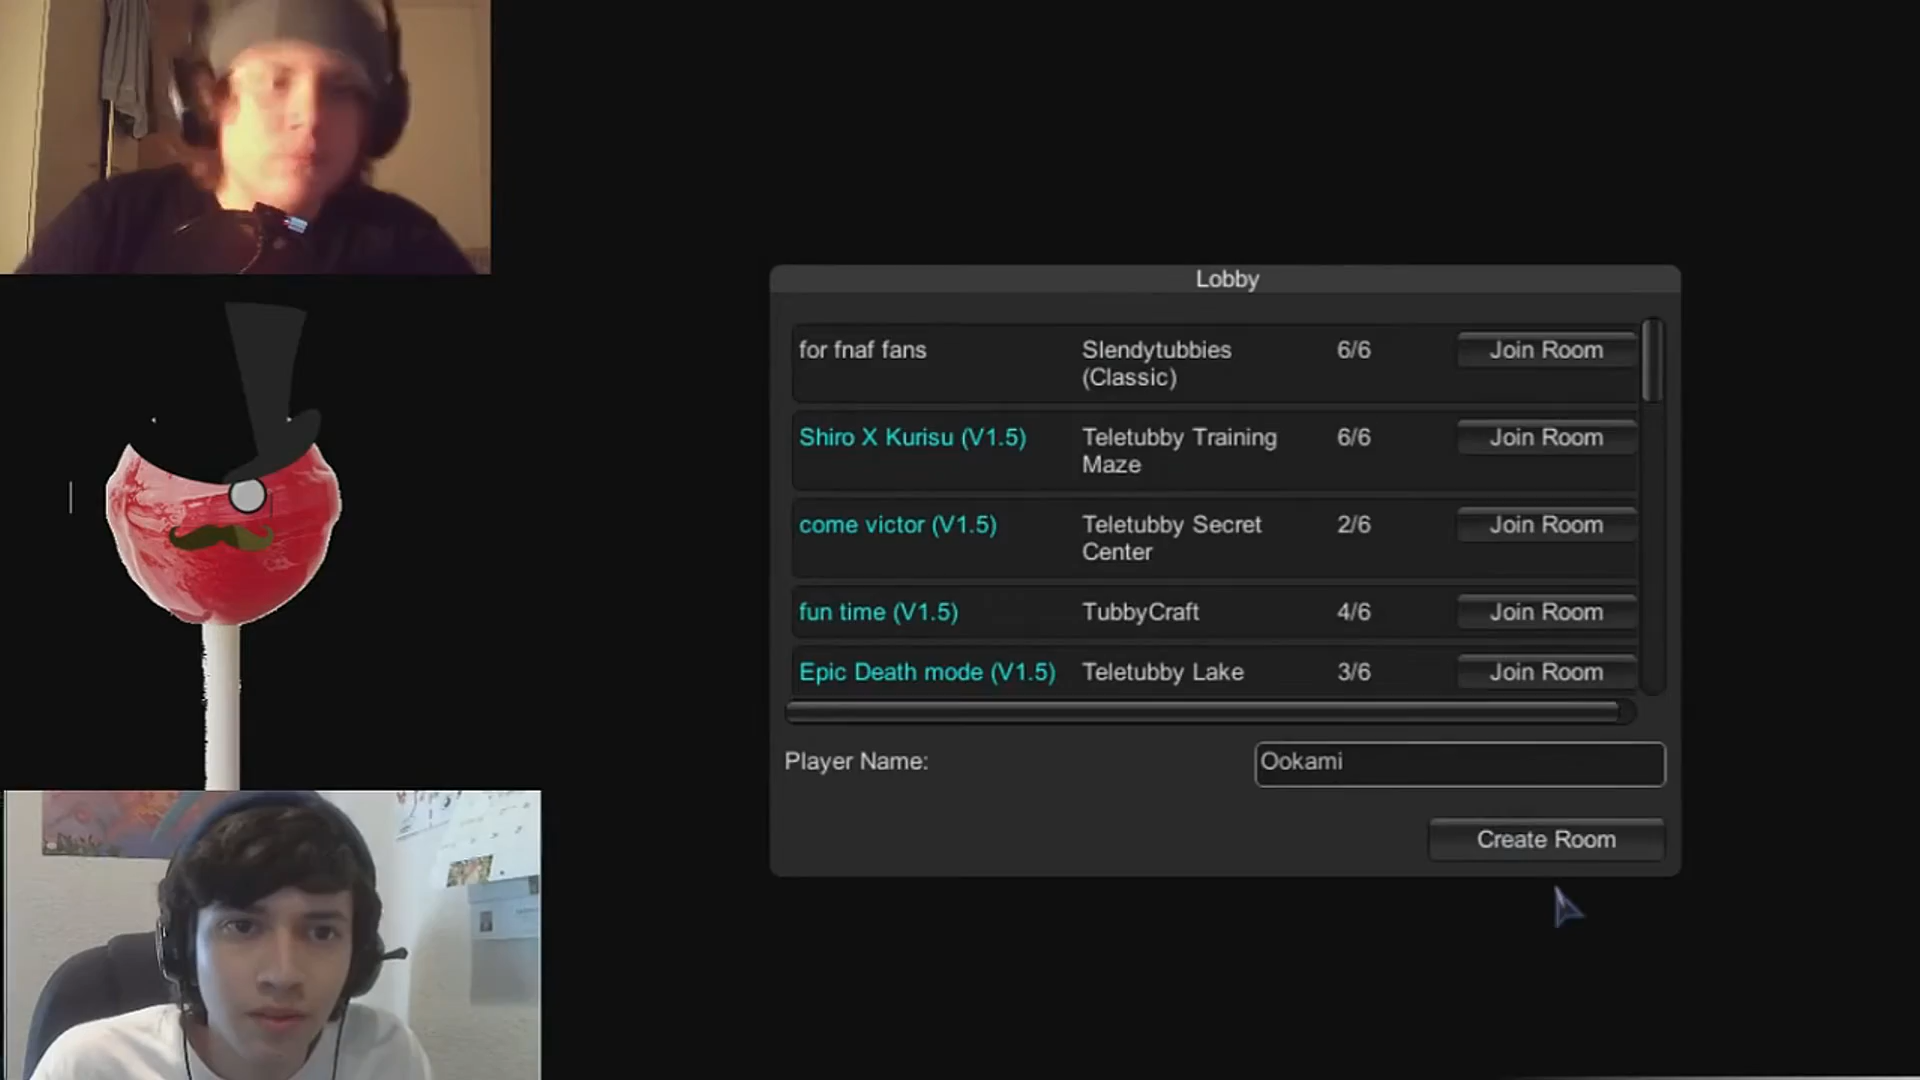 Lobby
for fnaf fans Slendytubbies 6/6 Join Room
(Classic)
Shiro X Kurisu (V1.5) Teletubby Training 6/6 Join Room
Maze
come victor (V1.5) Teletubby Secret 2/6 Join Room
Center
fun time (V1.5) TubbyCraft 4/6 Join Room
Epic Death mode (V1.5) Teletubby Lake 3/6 Join Room
Player Name: Ookami
Create Room